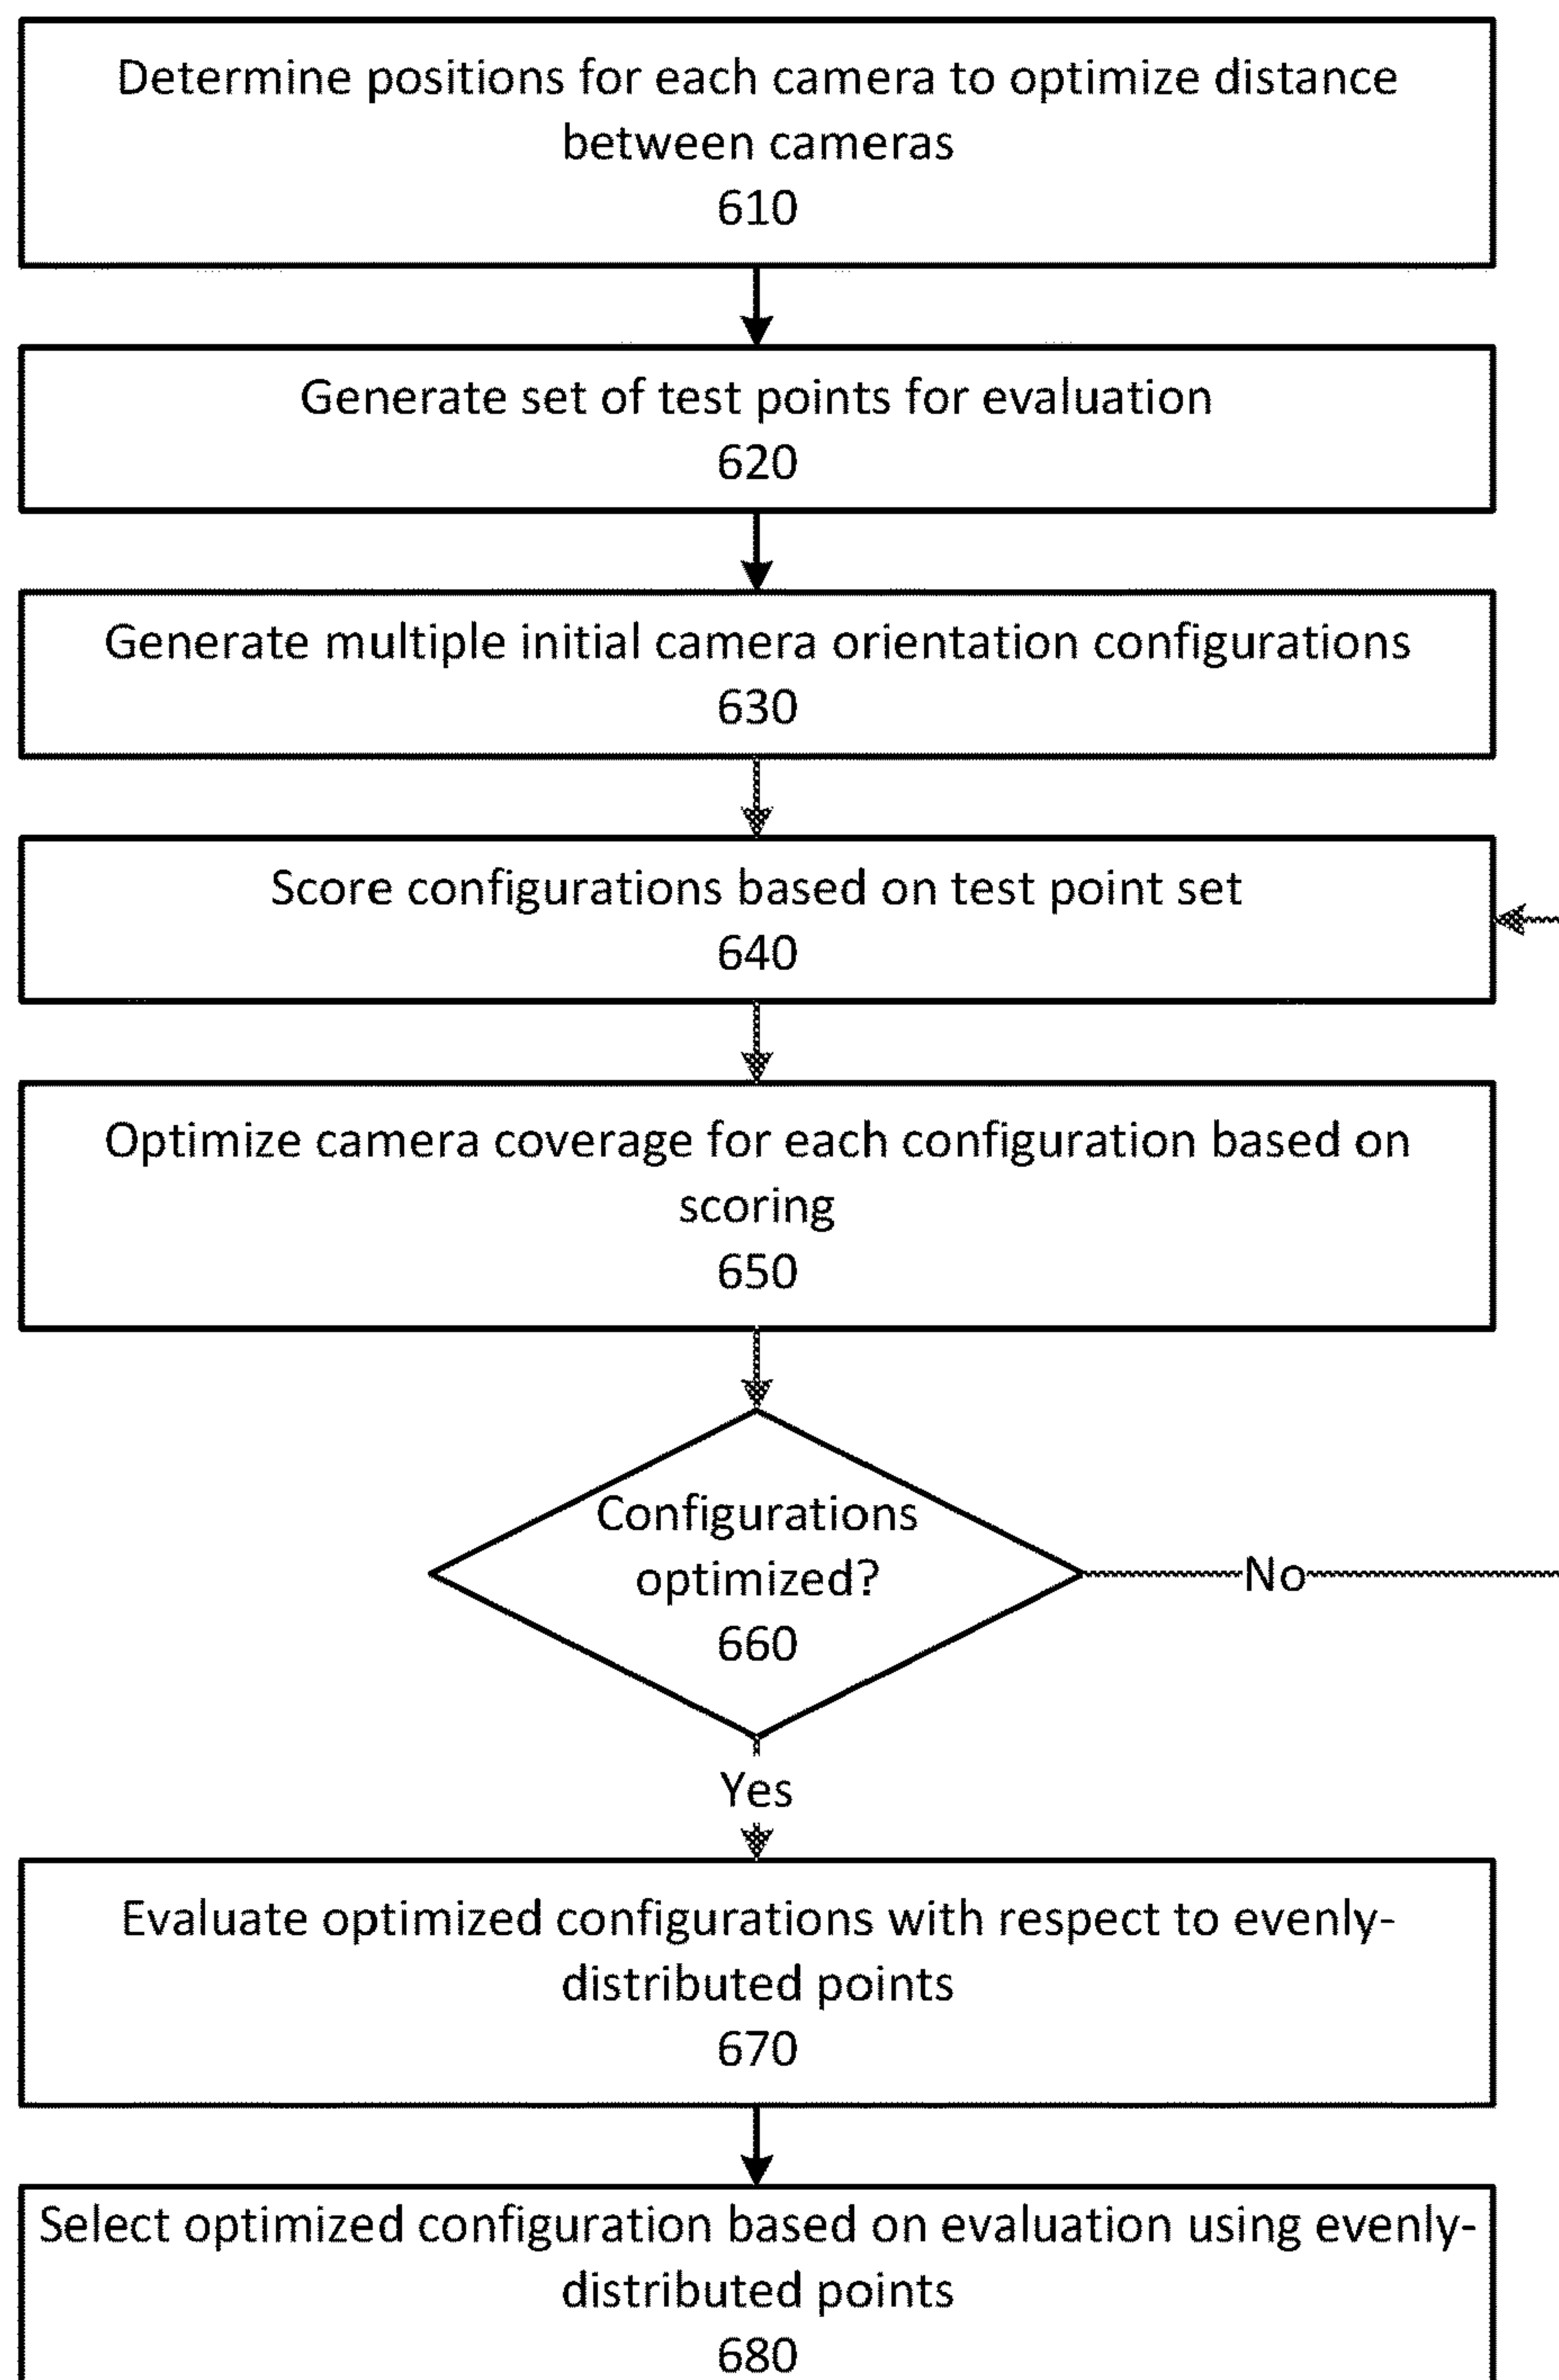 Determine positions for each camera to optimize distance
between cameras
610
Generate set of test points for evaluation
620
Generate multiple initial camera orientation configurations
630
Score configurations based on test point set
640
Optimize camera coverage for each configuration based on
scoring
650
Configurations
optimized?
660
No
Yes
Evaluate optimized configurations with respect to evenly-
distributed points
670
Select optimized configuration based on evaluation using evenly-
distributed points
680